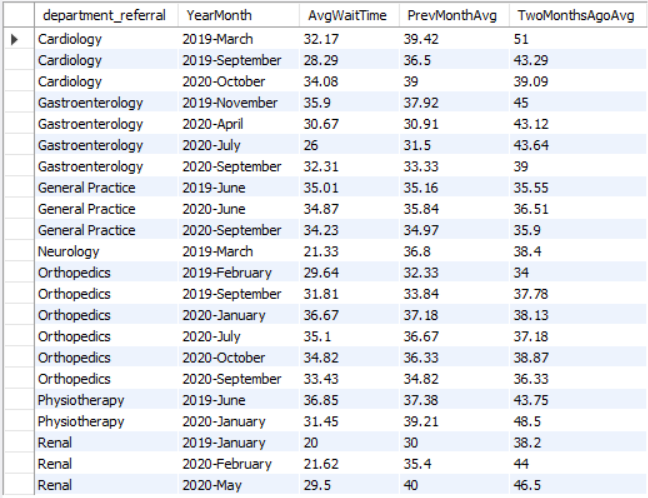 department_referral YearMonth AvgWaitTime PrevMonthAvg TwoMonthsAgoAvg
Cardiology 2019-March 32.17 39.42 51
Cardiology 2019-September 28.29 36.5 43.29
Cardiology 2020-October 34.08 39 39.09
Gastroenterology 2019-November 35.9 37.92 45
Gastroenterology 2020-April 30.67 30.91 43.12
Gastroenterology 2020-July 26 31.5 43.64
Gastroenterology 2020-September 32.31 33.33 39
General Practice 2019-June 35.01 35.16 35.55
General Practice 2020-June 34.87 35.84 36.51
General Practice 2020-September 34.23 34.97 35.9
Neurology 2019-March 21.33 36.8 38.4
Orthopedics 2019-February 29.64 32.33 34
Orthopedics 2019-September 31.81 33.84 37.78
Orthopedics 2020-January 36.67 37.18 38.13
Orthopedics 2020-July 35.1 36.67 37.18
Orthopedics 2020-October 34.82 36.33 38.87
Orthopedics 2020-September 33.43 34.82 36.33
Physiotherapy 2019-June 36.85 37.38 43.75
Physiotherapy 2020-January 31.45 39.21 48.5
Renal 2019-January 20 30 38.2
Renal 2020-February 21.62 35.4 44
Renal 2020-May 29.5 40 46.5